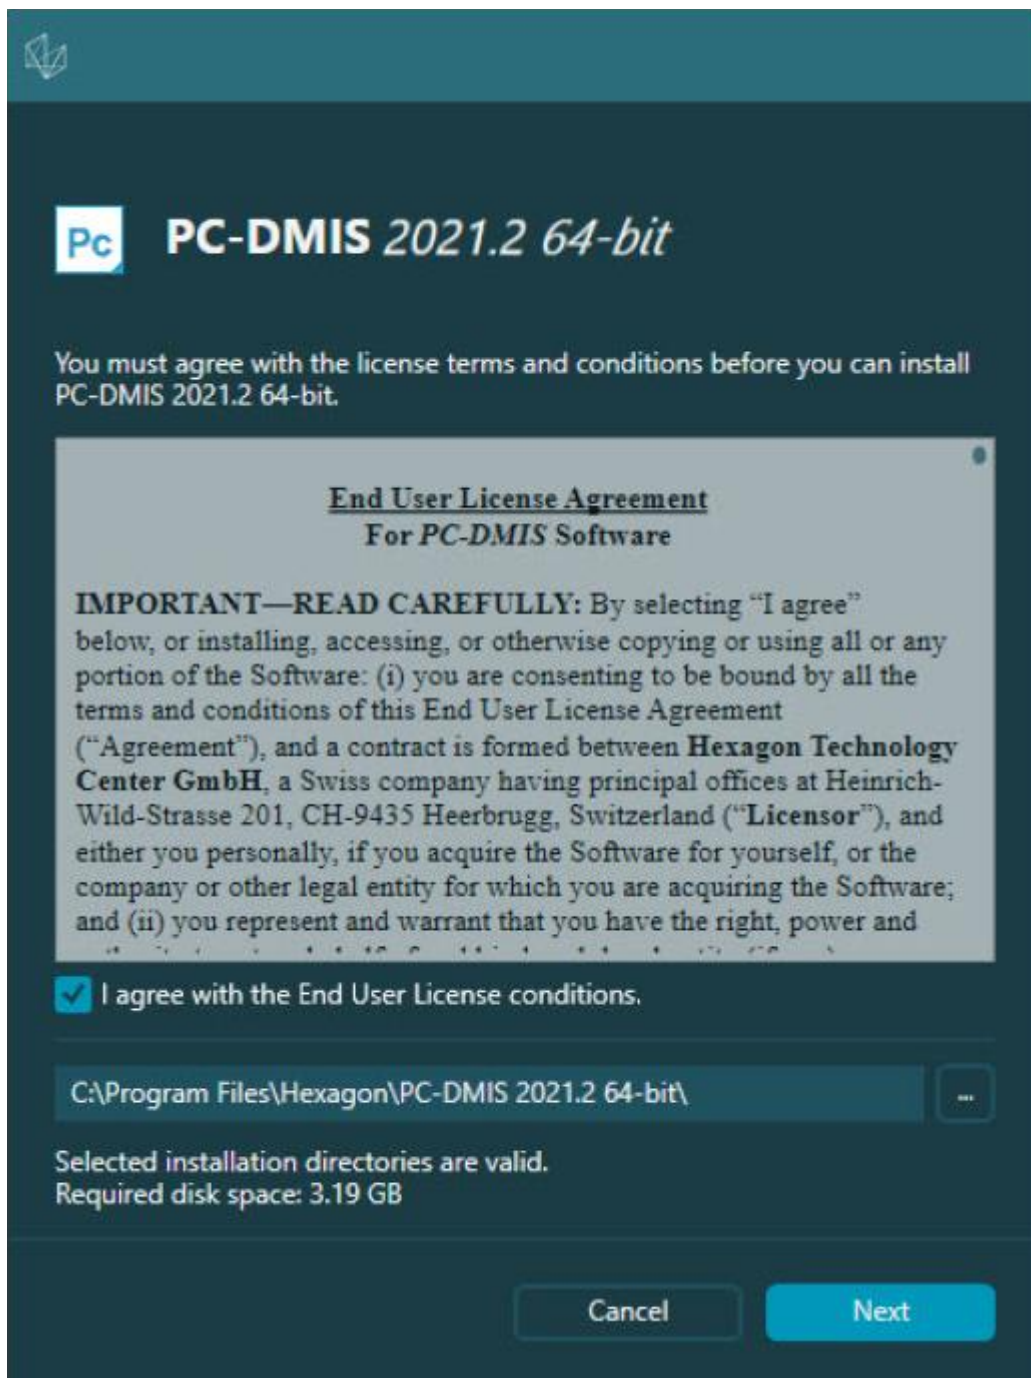 Pc
PC-DMIS 2021.2 64-bit
You must agree with the license terms and conditions before you can install
PC-DMIS 2021.2 64-bit.
End User License Agreement
For PC-DMIS Software
IMPORTANT—READ CAREFULLY: By selecting “I agree”
below, or installing, accessing, or otherwise copying or using all or any
portion of the Software: (i) you are consenting to be bound by all the
terms and conditions of this End User License Agreement
(“Agreement”), and a contract is formed between Hexagon Technology
Center GmbH, a Swiss company having principal offices at Heinrich-
Wild-Strasse 201, CH-9435 Heerbrugg, Switzerland (“Licensor”), and
either you personally, if you acquire the Software for yourself, or the
company or other legal entity for which you are acquiring the Software;
and (ii) you represent and warrant that you have the right, power and
I agree with the End User License conditions.
C:\Program Files\Hexagon\PC-DMIS 2021.2 64-bit\
...
Selected installation directories are valid.
Required disk space: 3.19 GB
Cancel
Next